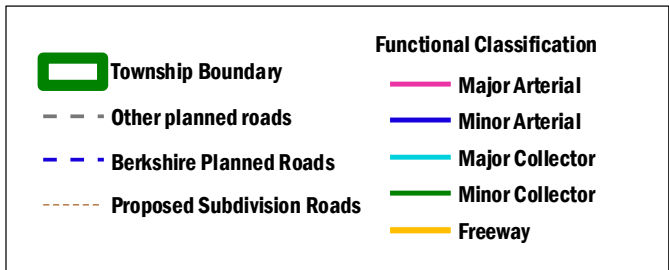 Township Boundary
Other planned roads
Berkshire Planned Roads
Proposed Subdivision Roads
Functional Classification
Major Arterial
Minor Arterial
Major Collector
Minor Collector
Freeway